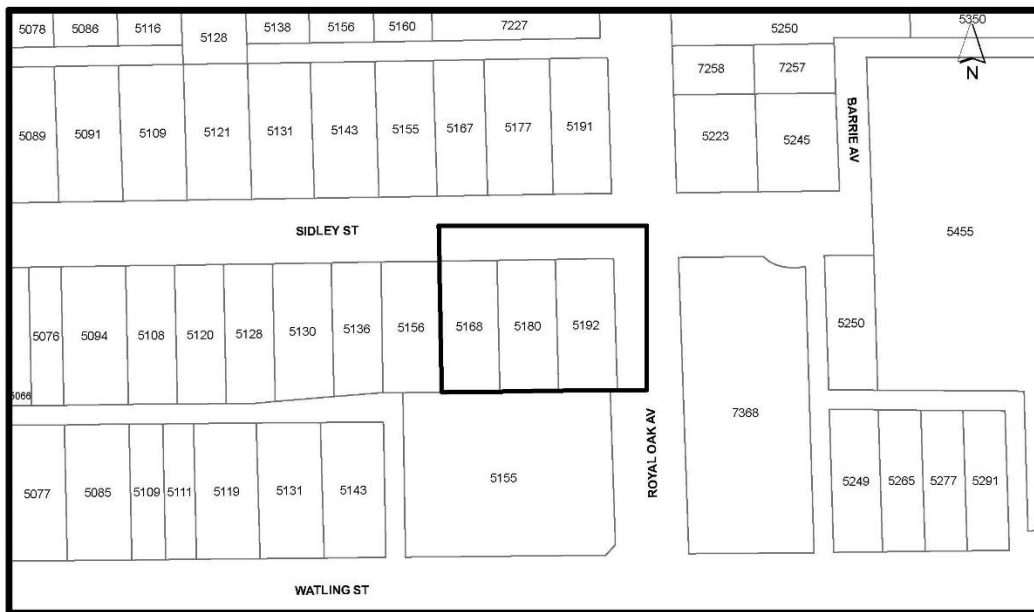 5078 5086 5116 5128 5138 5156 5160 7227 5250 5350
N
7258 7257
5089 5091 5109 5121 5131 5143 5155 5167 5177 5191 5223 5245
BARRIE AV
5455
SIDLEY ST
5076 5094 5108 5120 5128 5130 5136 5156 5168 5180 5192 5250
5066
ROYAL OAK AV
7368
5077 5085 5109 5111 5119 5131 5143 5155 5249 5265 5277 5291
WATLING ST